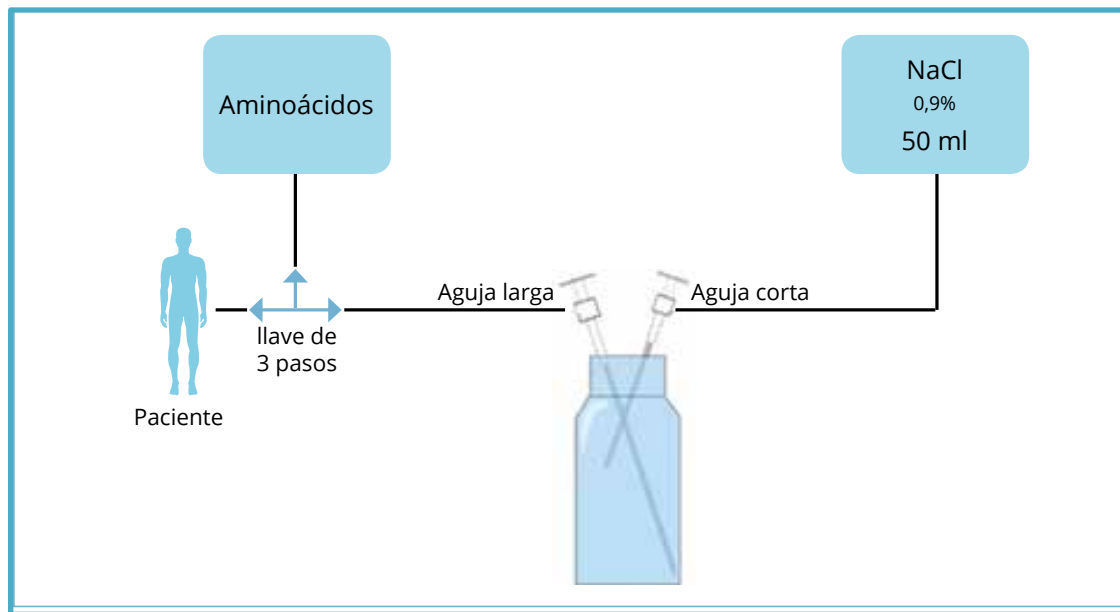 Aminoácidos
NaCl
0,9%
50 ml
Aguja larga
Aguja corta
llave de
3 pasos
Paciente